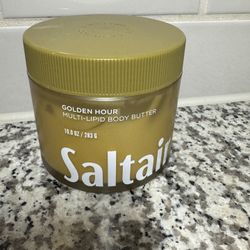 GOLDEN HOUR
MULTI-LIPID BODY BUTTER
10.0 OZ / 283 G
Saltair